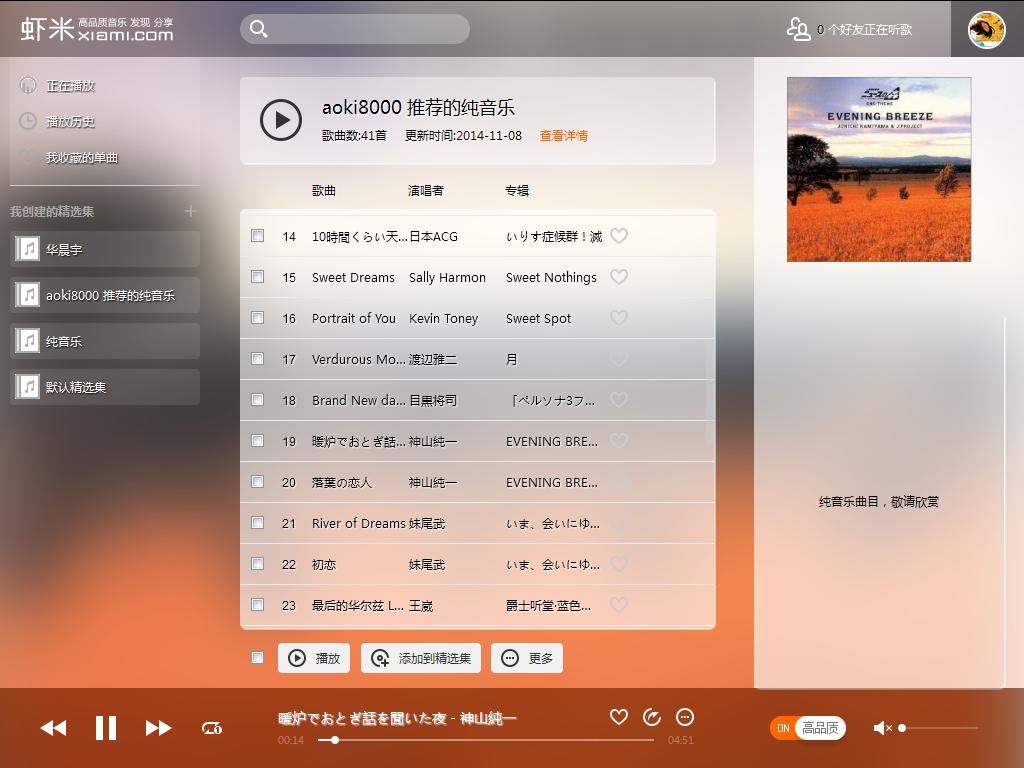 虾米 高品质音乐 发现 分享
xiami.com
0 个好友正在听歌
正在播放
播放历史
我收藏的单曲
我创建的精选集 +
华晨宇
aoki8000 推荐的纯音乐
纯音乐
默认精选集
aoki8000 推荐的纯音乐
歌曲数:41首 更新时间:2014-11-08 查看详情
歌曲 演唱者 专辑
14 10時間くらい天... 日本ACG いりす症候群！滅
15 Sweet Dreams Sally Harmon Sweet Nothings
16 Portrait of You Kevin Toney Sweet Spot
17 Verdurous Mo... 渡辺雅二 月
18 Brand New da... 目黒将司 「ペルソナ3フ...
19 暖炉でおとぎ話... 神山純一 EVENING BRE...
20 落葉の恋人 神山純一 EVENING BRE...
21 River of Dreams 妹尾武 いま、会いにゆ...
22 初恋 妹尾武 いま、会いにゆ...
23 最后的华尔兹 L... 王崴 爵士听堂·蓝色...
播放 添加到精选集 更多
EVENING BREEZE
JUNICHI KAMIYAMA & J.PROJECT
纯音乐曲目，敬请欣赏
暖炉でおとぎ話を聞いた夜 - 神山純一
00:14 04:51
ON 高品质